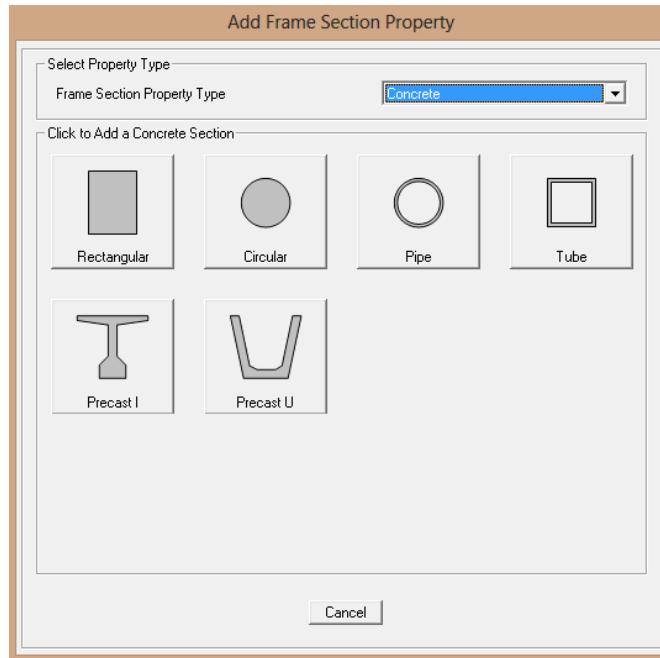 Add Frame Section Property
Select Property Type
Frame Section Property Type
Concrete
Click to Add a Concrete Section
Rectangular
Circular
Pipe
Tube
Precast I
Precast U
Cancel